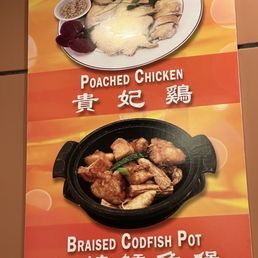 POACHED CHICKEN
貴妃鷄
BRAISED CODFISH POT